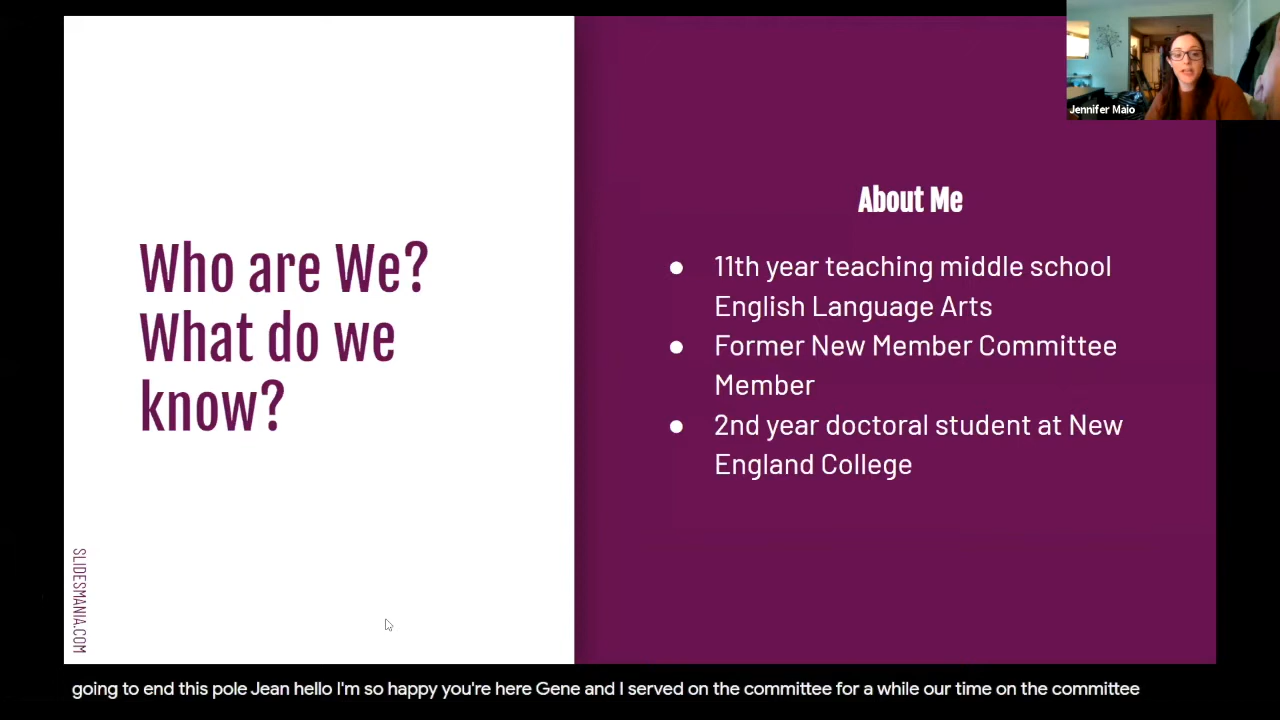 Jennifer Maio
About Me
Who are We?
What do we
know?
● 11th year teaching middle school
English Language Arts
● Former New Member Committee
Member
● 2nd year doctoral student at New
England College
SLIDESMANIA.COM
going to end this pole Jean hello I'm so happy you're here Gene and I served on the committee for a while our time on the committee